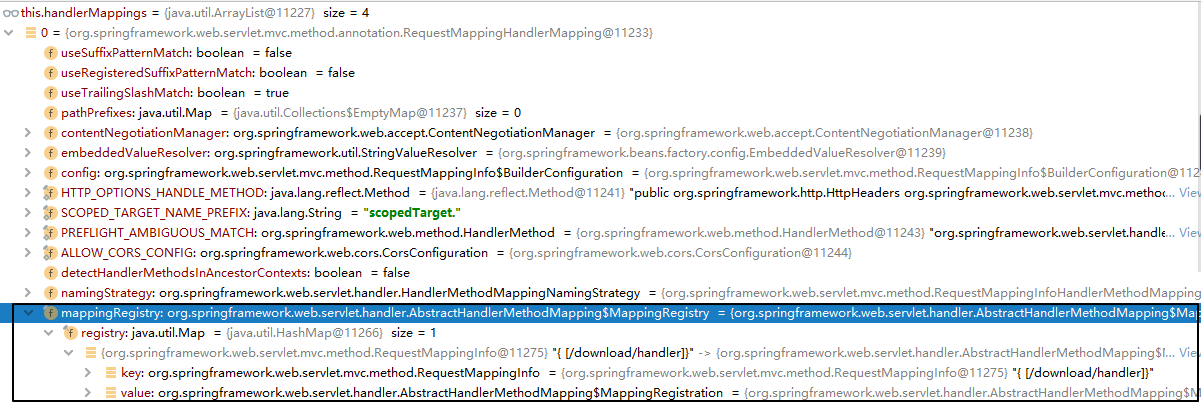 this.handlerMappings = {java.util.ArrayList@11227} size = 4
0 = {org.springframework.web.servlet.mvc.method.annotation.RequestMappingHandlerMapping@11233}
useSuffixPatternMatch: boolean = false
useRegisteredSuffixPatternMatch: boolean = false
useTrailingSlashMatch: boolean = true
pathPrefixes: java.util.Map = {java.util.Collections$EmptyMap@11237} size = 0
contentNegotiationManager: org.springframework.web.accept.ContentNegotiationManager = {org.springframework.web.accept.ContentNegotiationManager@11238}
embeddedValueResolver: org.springframework.util.StringValueResolver = {org.springframework.beans.factory.config.EmbeddedValueResolver@11239}
config: org.springframework.web.servlet.mvc.method.RequestMappingInfo$BuilderConfiguration = {org.springframework.web.servlet.mvc.method.RequestMappingInfo$BuilderConfiguration@112
HTTP_OPTIONS_HANDLE_METHOD: java.lang.reflect.Method = {java.lang.reflect.Method@11241} "public org.springframework.http.HttpHeaders org.springframework.web.servlet.mvc.method... View
SCOPED_TARGET_NAME_PREFIX: java.lang.String = "scopedTarget."
PREFLIGHT_AMBIGUOUS_MATCH: org.springframework.web.method.HandlerMethod = {org.springframework.web.method.HandlerMethod@11243} "org.springframework.web.servlet.handle... View
ALLOW_CORS_CONFIG: org.springframework.web.cors.CorsConfiguration = {org.springframework.web.cors.CorsConfiguration@11244}
detectHandlerMethodsInAncestorContexts: boolean = false
namingStrategy: org.springframework.web.servlet.handler.HandlerMethodMappingNamingStrategy = {org.springframework.web.servlet.mvc.method.RequestMappingInfoHandlerMethodMapping
mappingRegistry: org.springframework.web.servlet.handler.AbstractHandlerMethodMapping$MappingRegistry = {org.springframework.web.servlet.handler.AbstractHandlerMethodMapping$Map
registry: java.util.Map = {java.util.HashMap@11266} size = 1
{org.springframework.web.servlet.mvc.method.RequestMappingInfo@11275} "{ [/download/handler]}" -> {org.springframework.web.servlet.handler.AbstractHandlerMethodMapping$... View
key: org.springframework.web.servlet.mvc.method.RequestMappingInfo = {org.springframework.web.servlet.mvc.method.RequestMappingInfo@11275} "{ [/download/handler]}"
value: org.springframework.web.servlet.handler.AbstractHandlerMethodMapping$MappingRegistration = {org.springframework.web.servlet.handler.AbstractHandlerMethodMapping$M